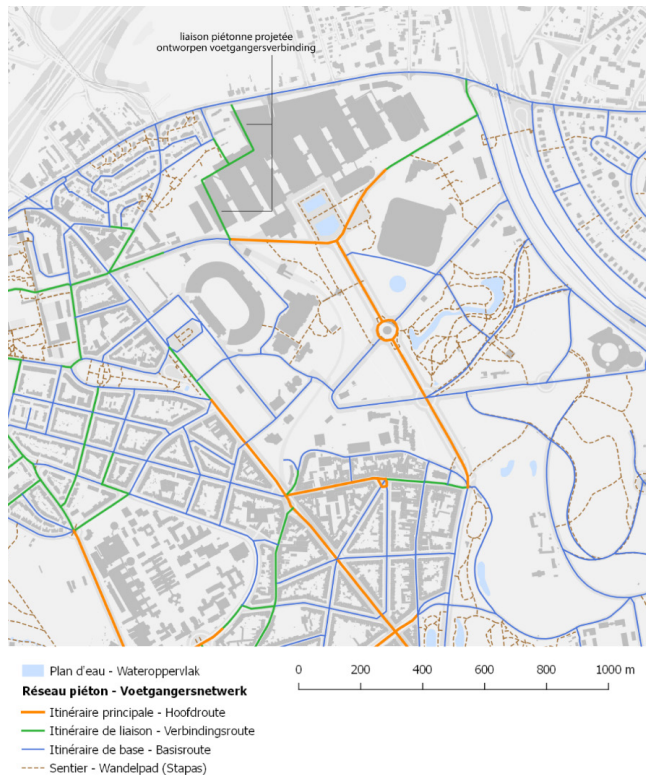 liaison piétonne projetée
ontworpen voetgangersverbinding
Plan d'eau - Wateroppervlak
Réseau piéton - Voetgangersnetwerk
Itinéraire principale - Hoofdroute
Itinéraire de liaison - Verbindingsroute
Itinéraire de base - Basisroute
Sentier - Wandelpad (Stapas)
0 200 400 600 800 1000 m